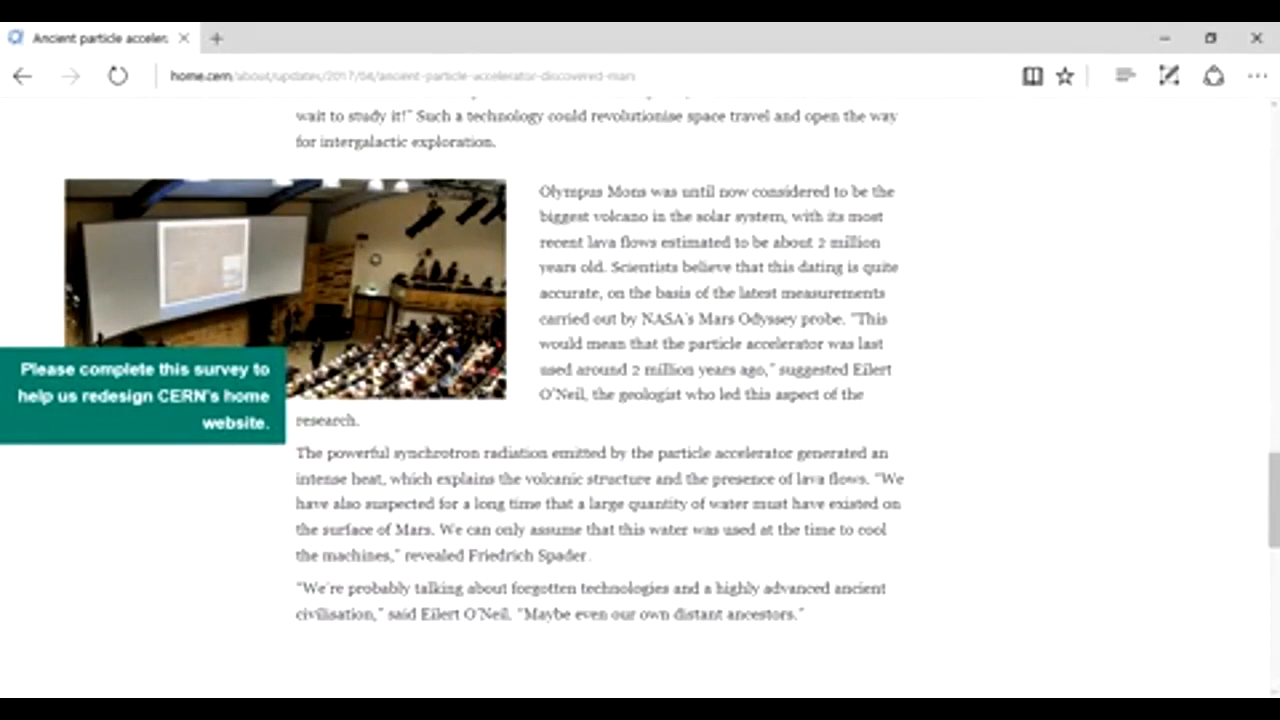 Ancient particle acceler
home.cern/about/updates/2017/04/ancient-particle-accelerator-discovered-mars
wait to study it!" Such a technology could revolutionise space travel and open the way
for intergalactic exploration.
Olympus Mons was until now considered to be the
biggest volcano in the solar system, with its most
recent lava flows estimated to be about 2 million
years old. Scientists believe that this dating is quite
accurate, on the basis of the latest measurements
carried out by NASA's Mars Odyssey probe. "This
would mean that the particle accelerator was last
used around 2 million years ago," suggested Eilert
O'Neil, the geologist who led this aspect of the
research.
Please complete this survey to
help us redesign CERN's home
website.
The powerful synchrotron radiation emitted by the particle accelerator generated an
intense heat, which explains the volcanic structure and the presence of lava flows. "We
have also suspected for a long time that a large quantity of water must have existed on
the surface of Mars. We can only assume that this water was used at the time to cool
the machines," revealed Friedrich Spader.
"We're probably talking about forgotten technologies and a highly advanced ancient
civilisation," said Eilert O'Neil. "Maybe even our own distant ancestors."